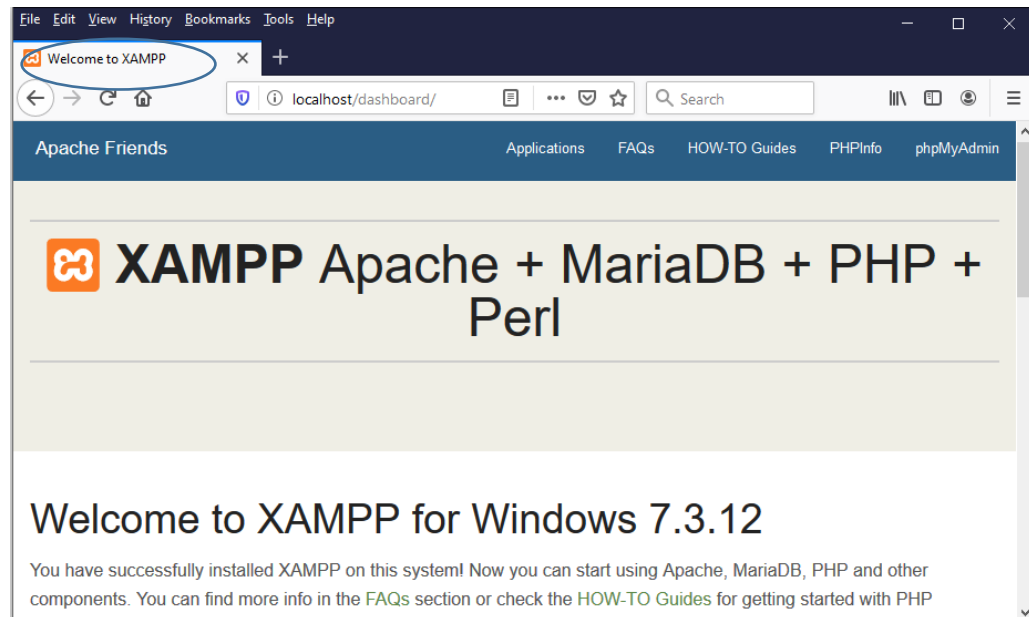 File Edit View History Bookmarks Tools Help
Welcome to XAMPP
localhost/dashboard/ Search
Apache Friends Applications FAQs HOW-TO Guides PHPInfo phpMyAdmin
XAMPP Apache + MariaDB + PHP +
Perl
Welcome to XAMPP for Windows 7.3.12
You have successfully installed XAMPP on this system! Now you can start using Apache, MariaDB, PHP and other
components. You can find more info in the FAQs section or check the HOW-TO Guides for getting started with PHP